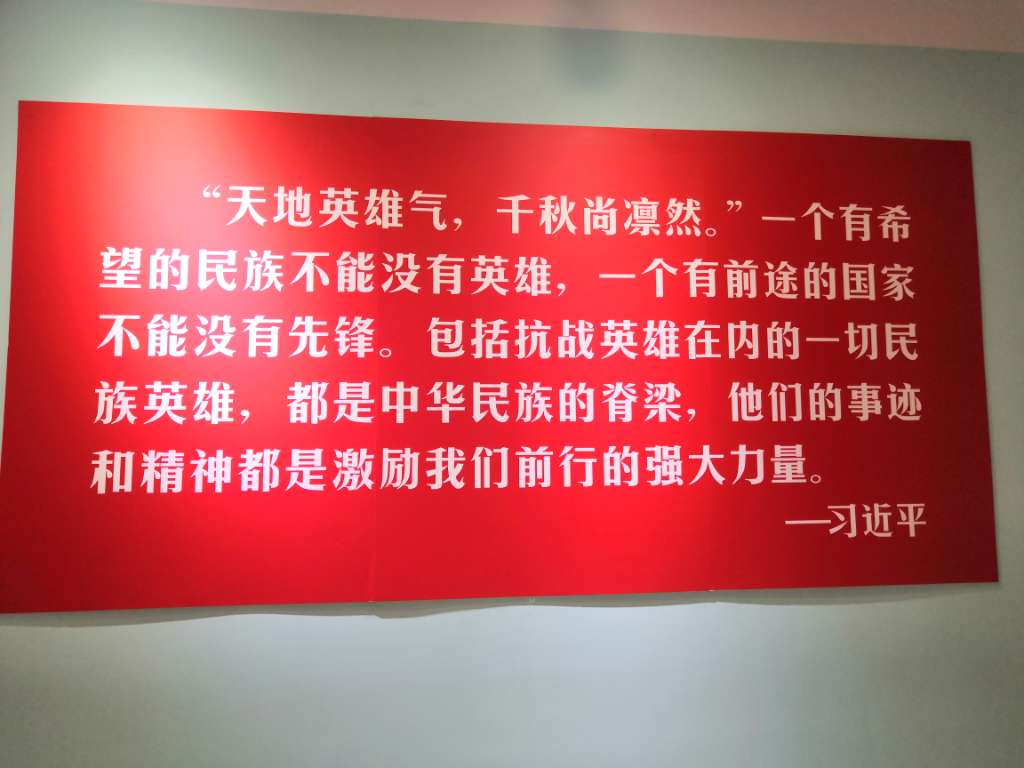 “天地英雄气，千秋尚凛然。”一个有希
望的民族不能没有英雄，一个有前途的国家
不能没有先锋。包括抗战英雄在内的一切民
族英雄，都是中华民族的脊梁，他们的事迹
和精神都是激励我们前行的强大力量。
—习近平